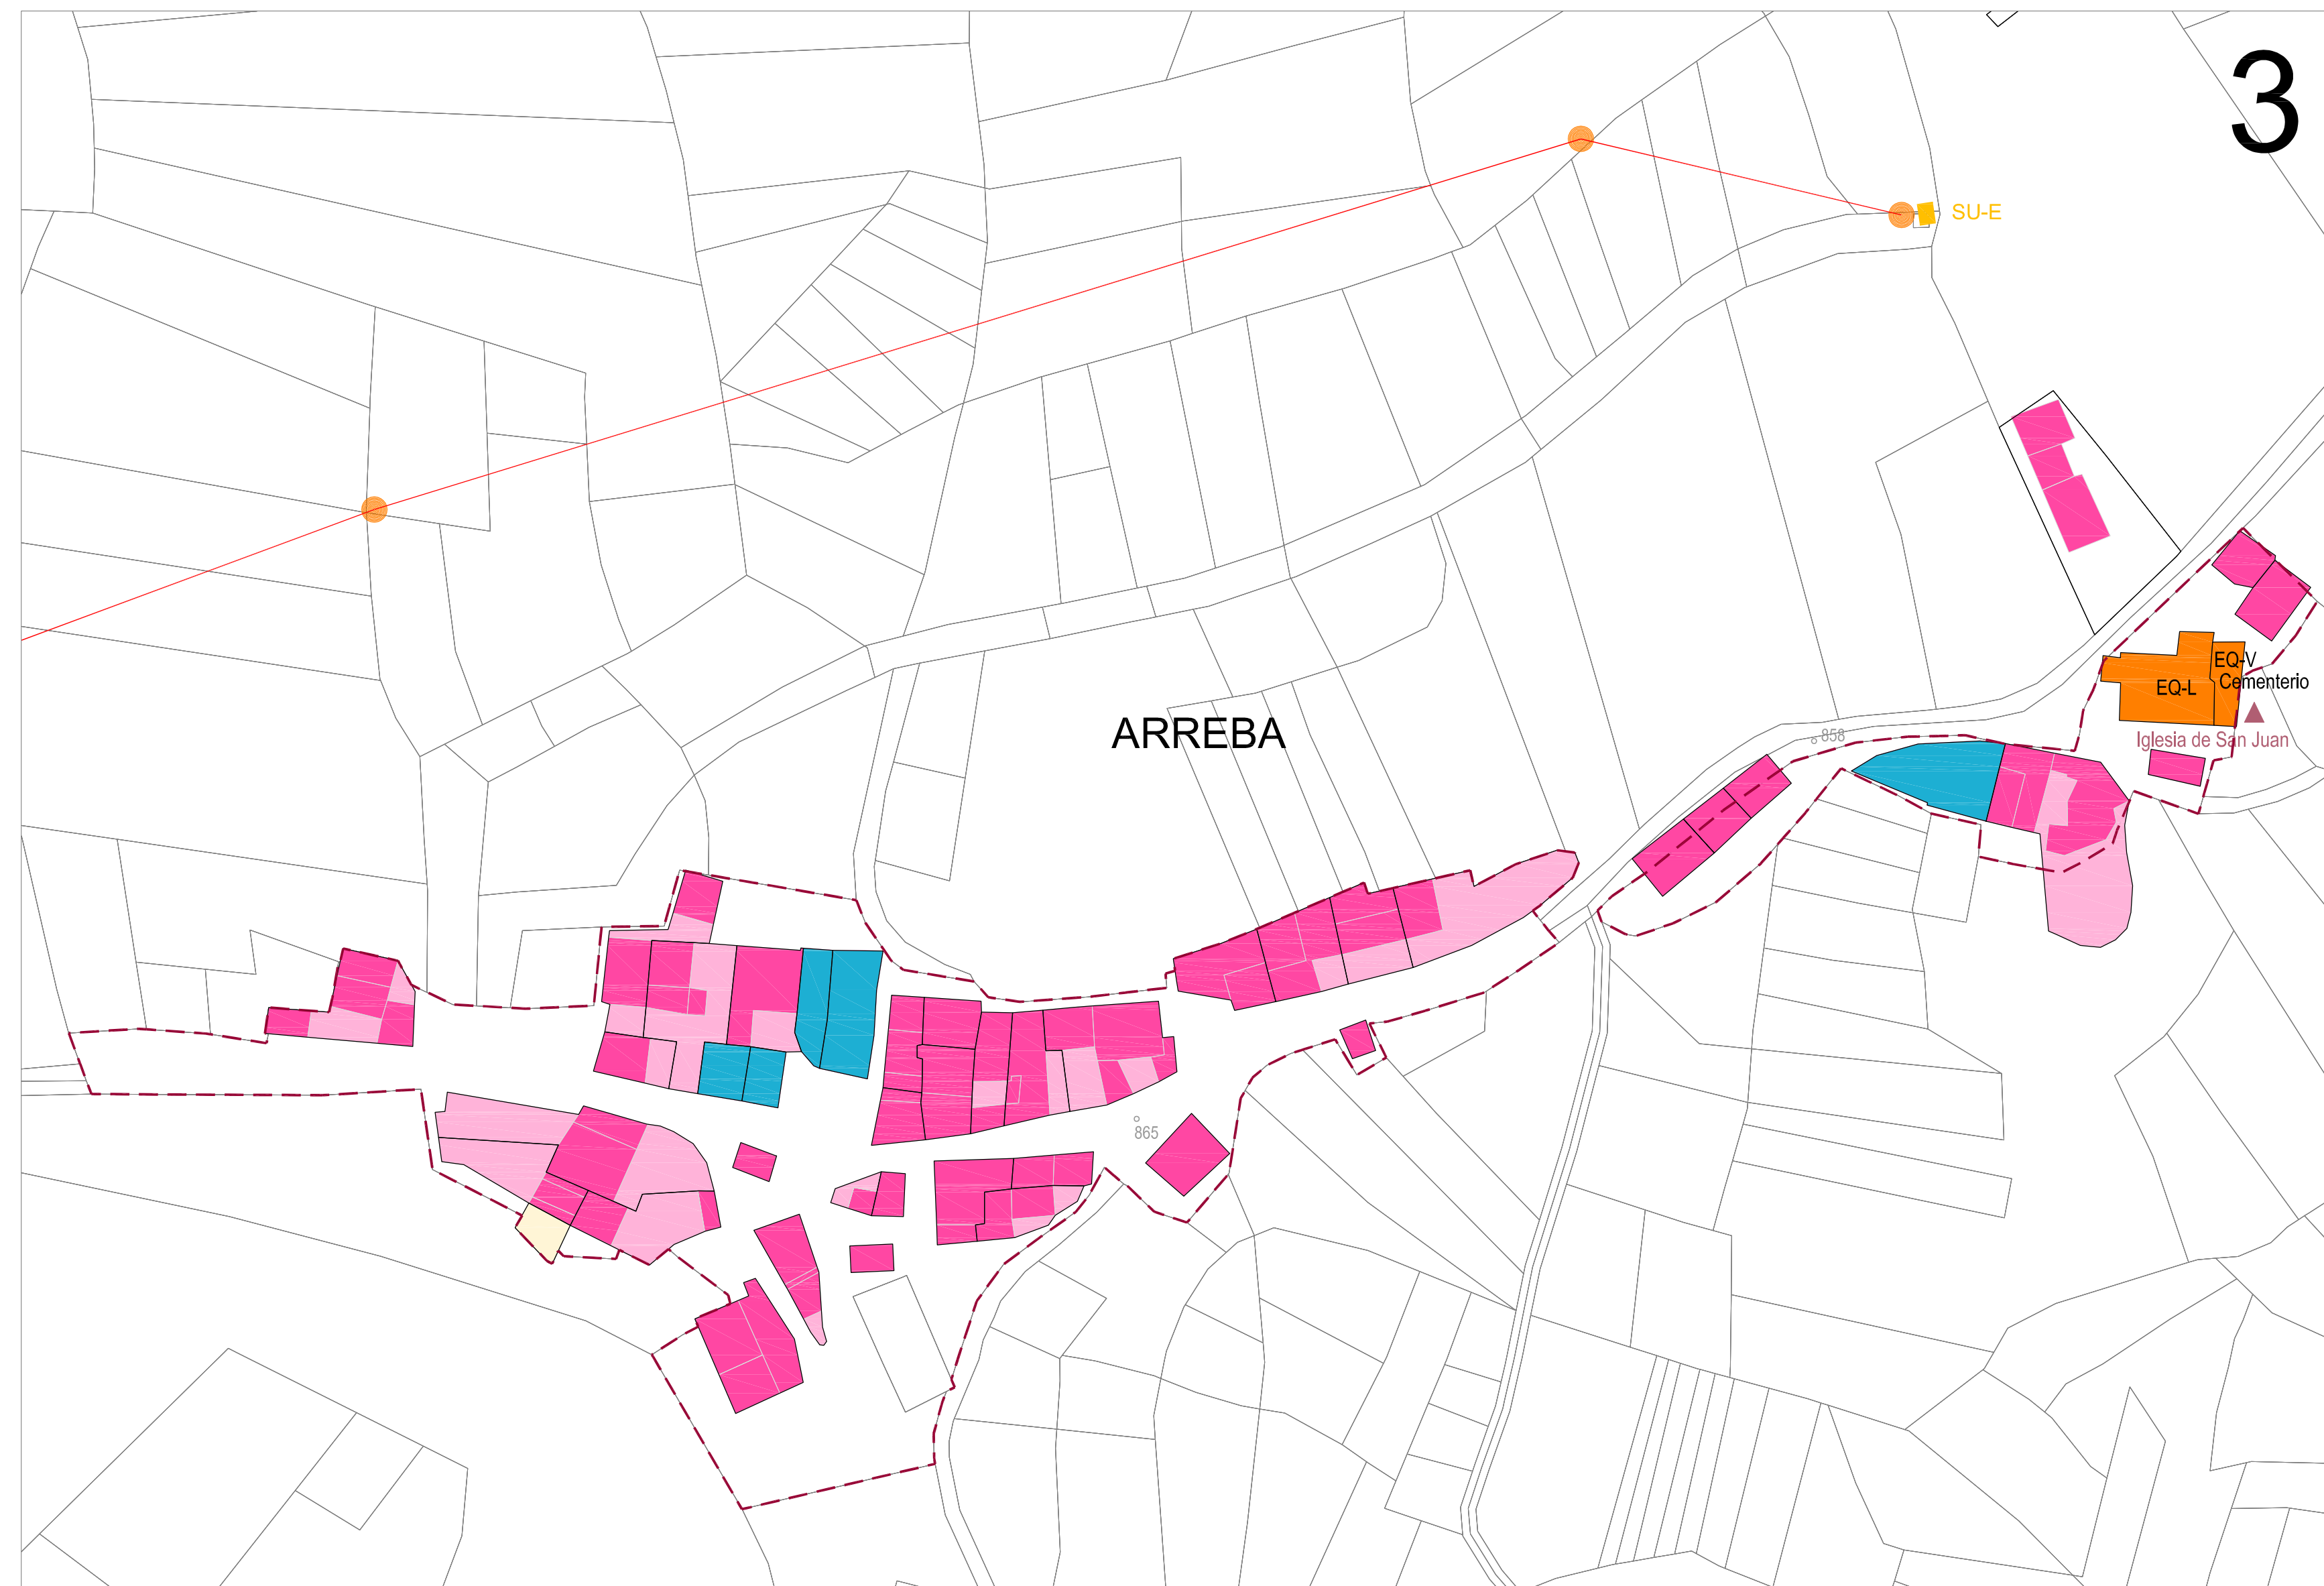 3
SU-E
EQ-V
Cementerio
EQ-L
ARREBA
858
Iglesia de San Juan
865